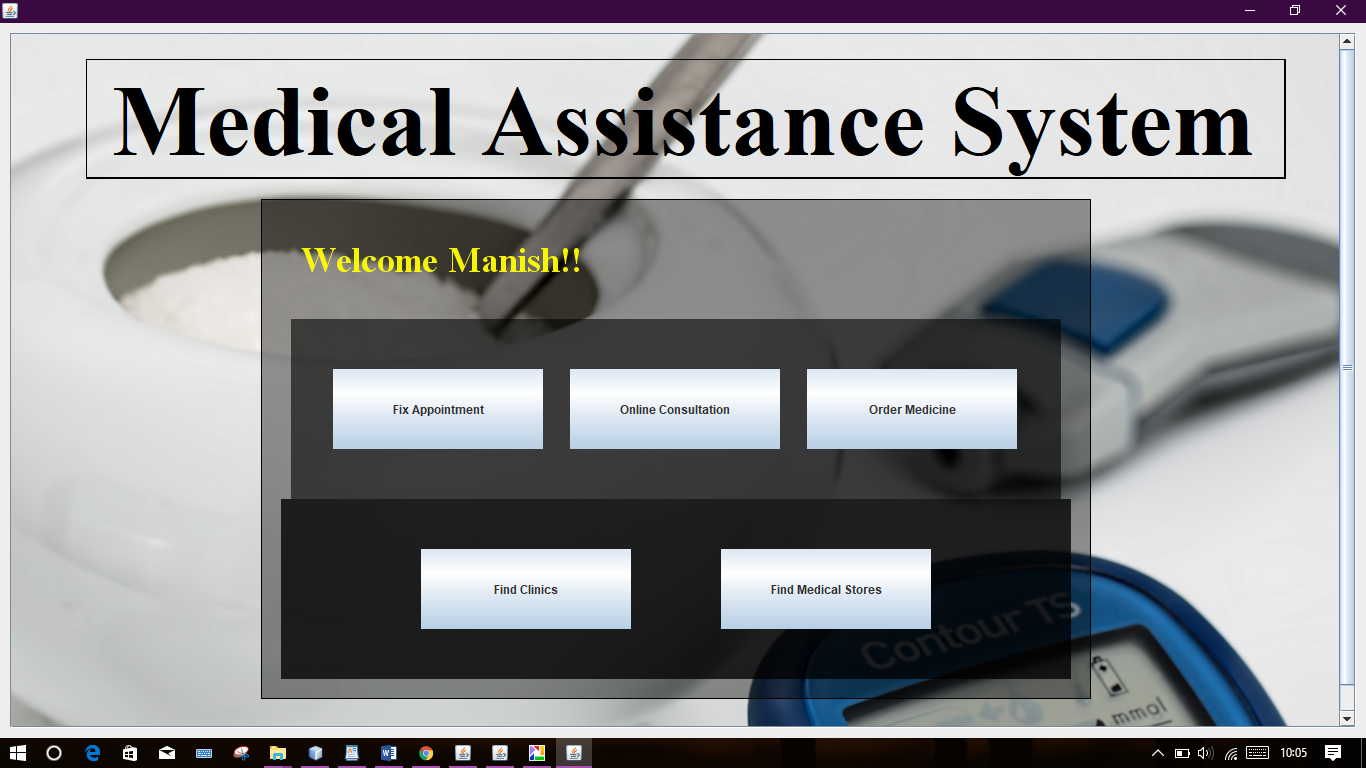 Medical Assistance System
Welcome Manish!!
Fix Appointment
Online Consultation
Order Medicine
Find Clinics
Find Medical Stores
Contour TS
mmol
10:05